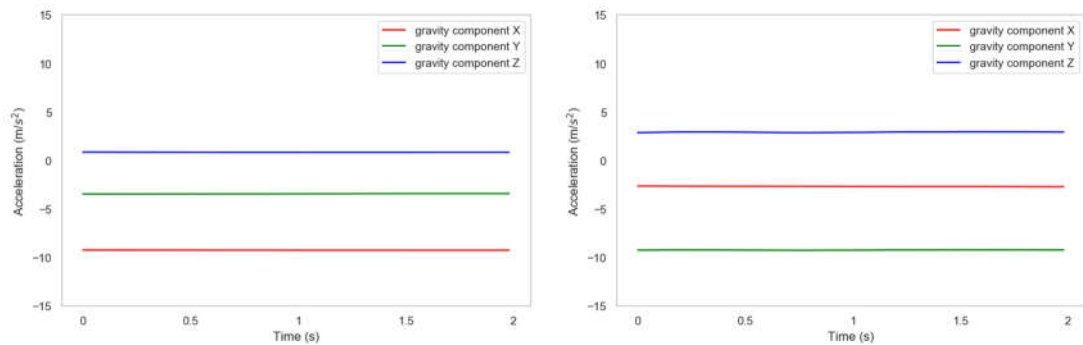 15
10
5
0
−5
−10
−15
Acceleration (m/s²)
gravity component X
gravity component Y
gravity component Z
0
0.5
1
1.5
2
Time (s)
15
10
5
0
−5
−10
−15
Acceleration (m/s²)
gravity component X
gravity component Y
gravity component Z
0
0.5
1
1.5
2
Time (s)